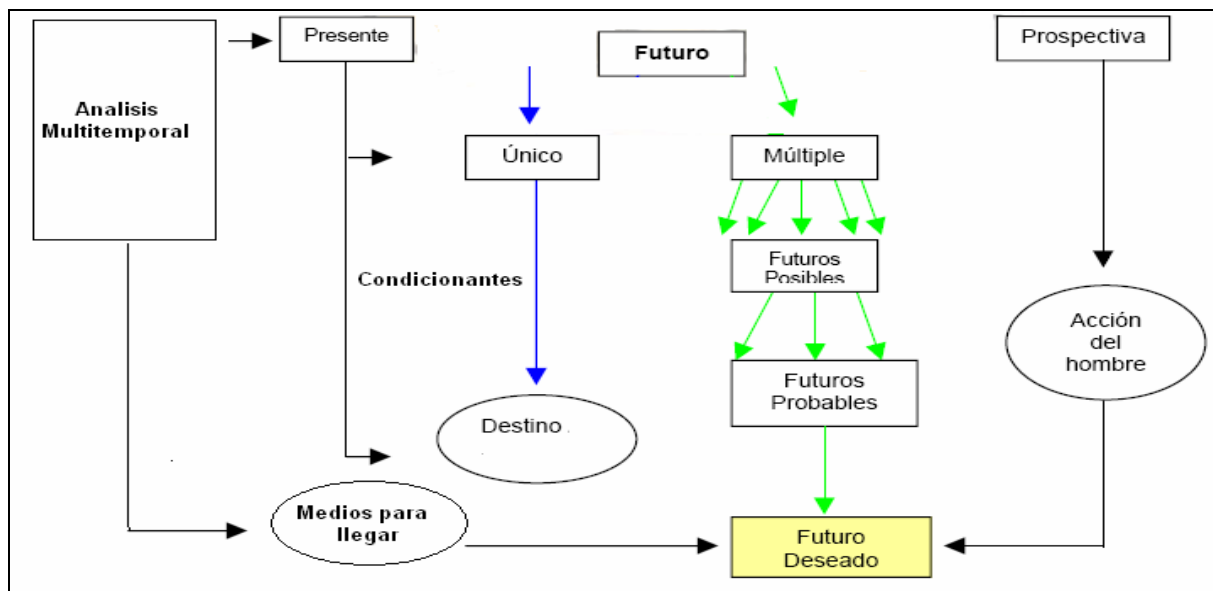 Presente
Futuro
Prospectiva
Analisis
Multitemporal
Único
Múltiple
Condicionantes
Futuros
Posibles
Acción
del
hombre
Futuros
Probables
Destino
Medios para
llegar
Futuro
Deseado